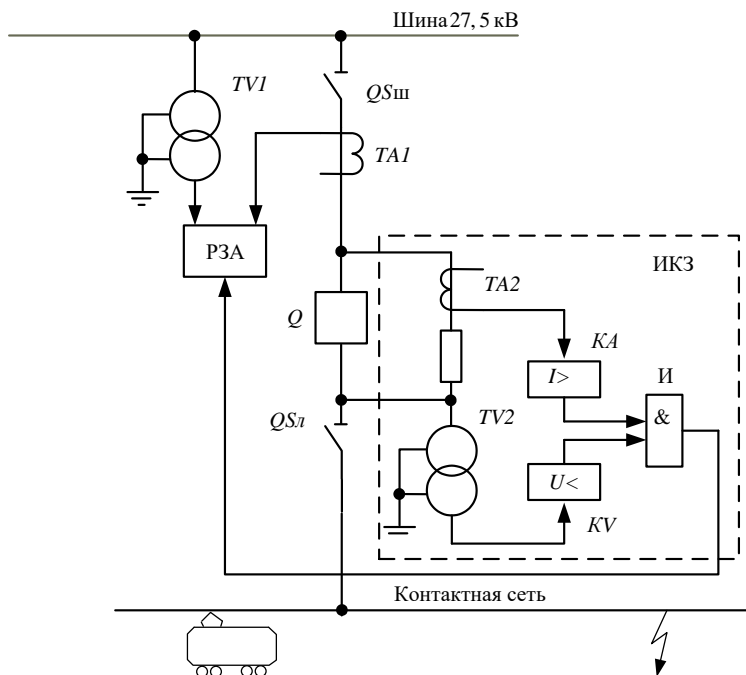 Шина 27, 5 кВ
TV1
QSш
TA1
РЗА
ИКЗ
TA2
Q
KA
I>
И
&
QSл
TV2
U<
KV
Контактная сеть